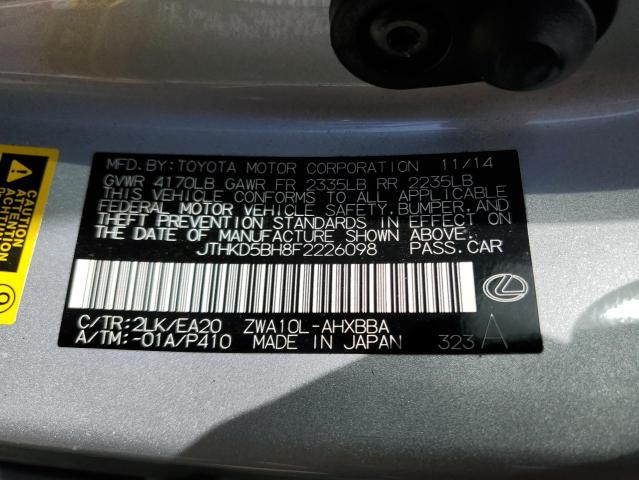 MFD. BY: TOYOTA MOTOR CORPORATION 11/14
GVWR 4170LB GAWR FR 2335LB RR 2235LB
THIS VEHICLE CONFORMS TO ALL APPLICABLE
FEDERAL MOTOR VEHICLE SAFETY, BUMPER, AND
THEFT PREVENTION STANDARDS IN EFFECT ON
THE DATE OF MANUFACTURE SHOWN ABOVE.
JTHKD5BH8F2226098 PASS. CAR
C/TR: 2LK/EA20 ZWA10L-AHXBBA
A/TM: -01A/P410 MADE IN JAPAN 323 A
ATTENTION